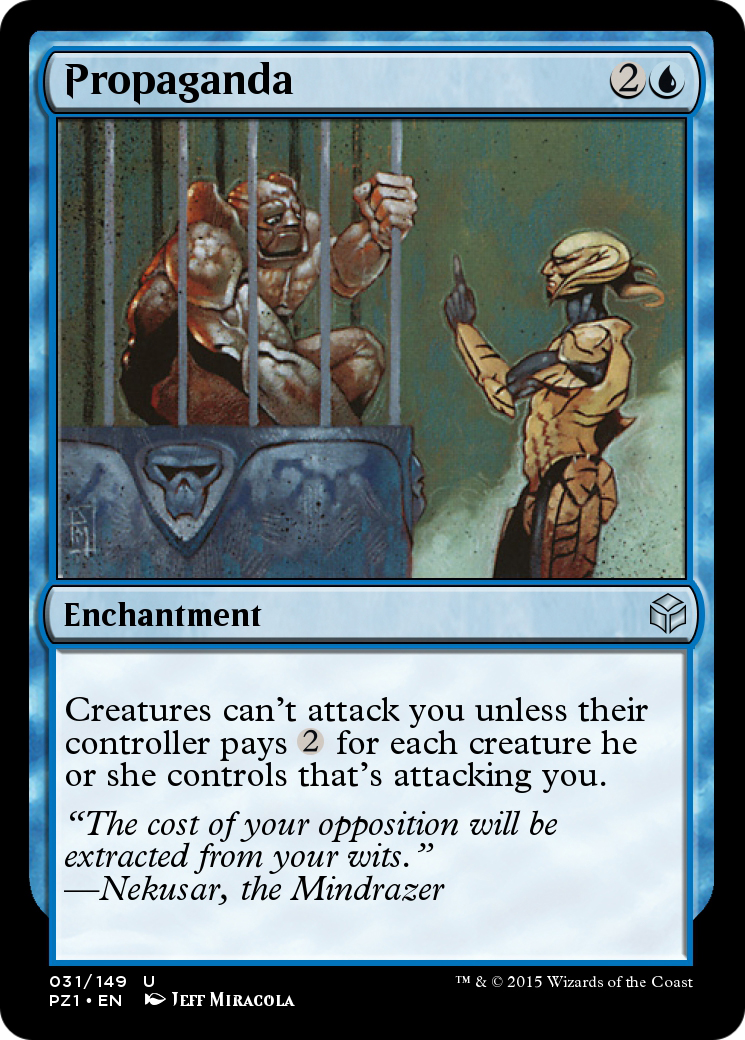 Propaganda 2
Enchantment
Creatures can't attack you unless their
controller pays 2 for each creature he
or she controls that's attacking you.
"The cost of your opposition will be
extracted from your wits."
—Nekusar, the Mindrazer
031/149 U
PZ1 • EN Jeff Miracola
™ & © 2015 Wizards of the Coast